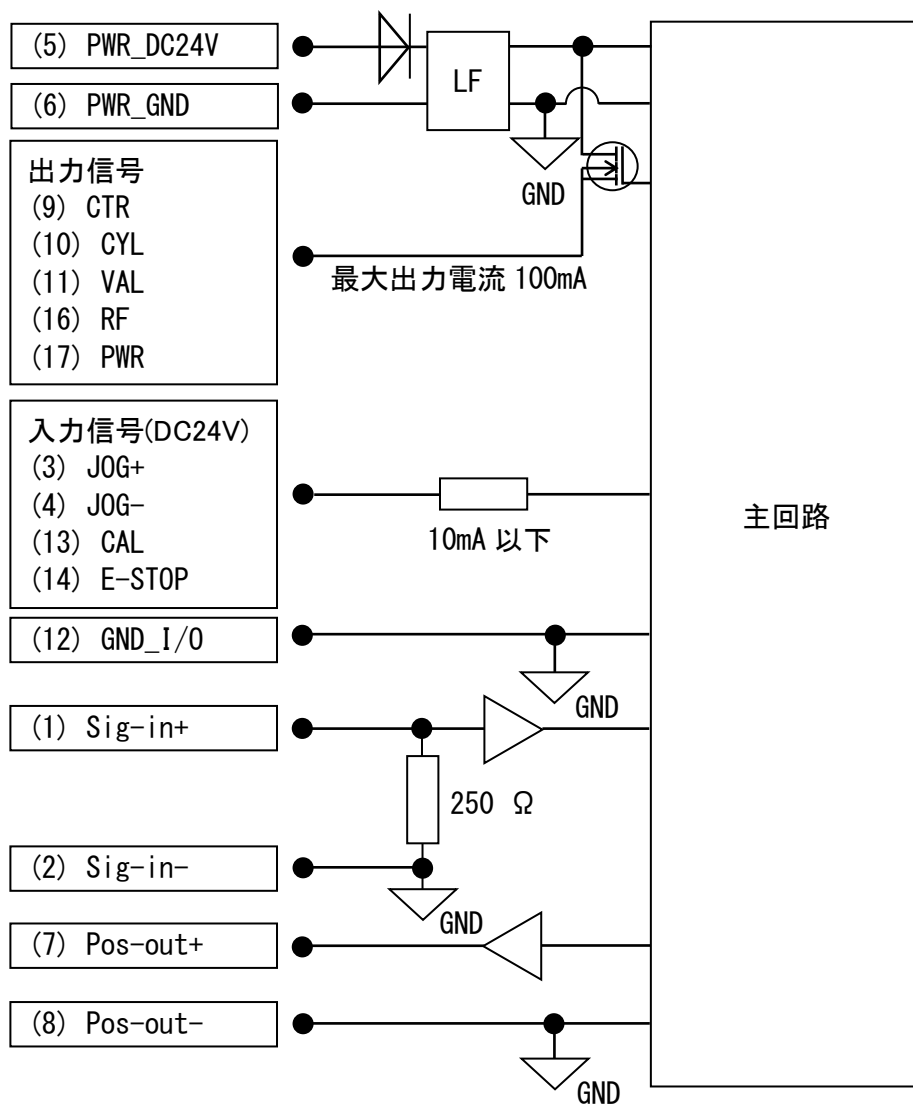 (5) PWR_DC24V
(6) PWR_GND
LF
GND
出力信号
(9) CTR
(10) CYL
(11) VAL
(16) RF
(17) PWR
最大出力電流 100mA
入力信号(DC24V)
(3) JOG+
(4) JOG-
(13) CAL
(14) E-STOP
10mA 以下
主回路
(12) GND_I/O
GND
(1) Sig-in+
250 Ω
(2) Sig-in-
GND
(7) Pos-out+
(8) Pos-out-
GND